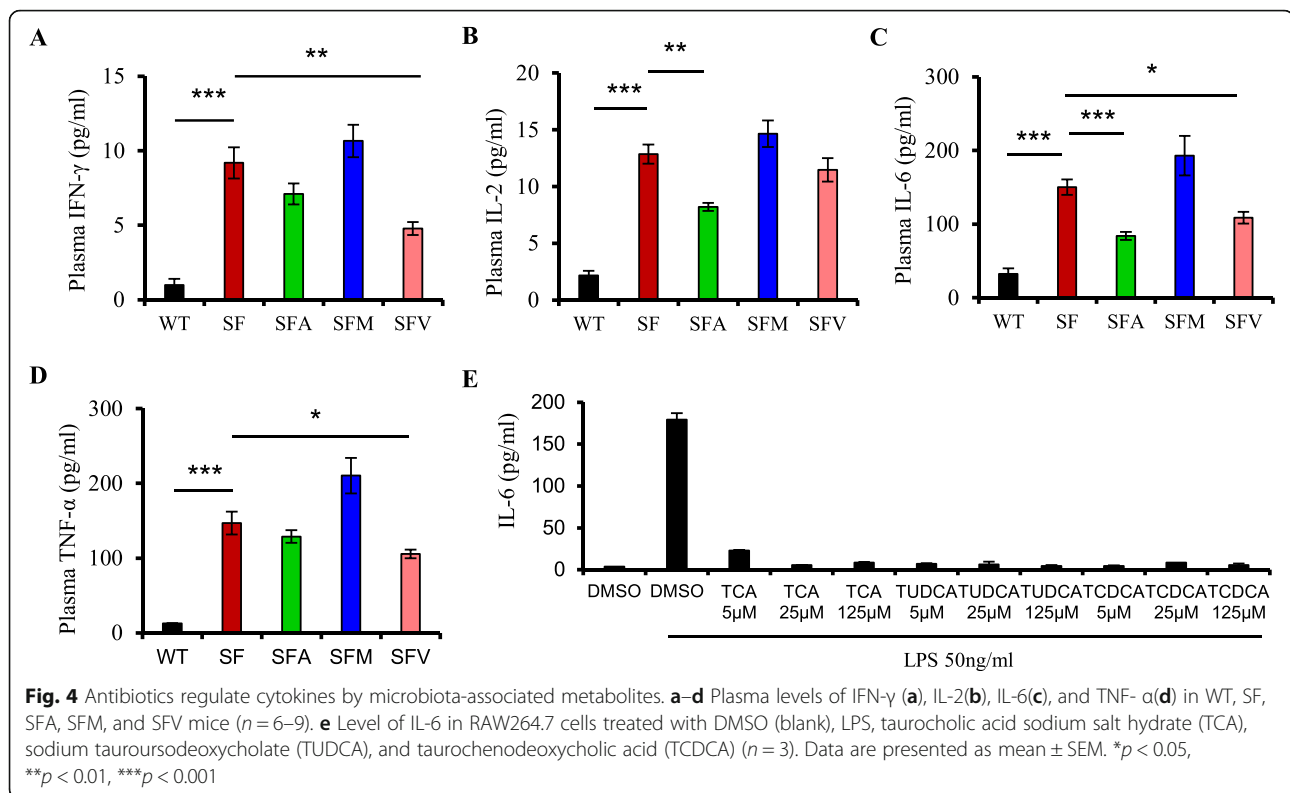 A
**
***
Plasma IFN-γ (pg/ml)
15
10
5
0
WT SF SFA SFM SFV
B
**
***
Plasma IL-2 (pg/ml)
20
15
10
5
0
WT SF SFA SFM SFV
C
*
***
***
Plasma IL-6 (pg/ml)
300
200
100
0
WT SF SFA SFM SFV
D
*
***
Plasma TNF-α (pg/ml)
300
200
100
0
WT SF SFA SFM SFV
E
IL-6 (pg/ml)
200
150
100
50
0
DMSO DMSO TCA TCA TCA TUDCA TUDCA TUDCA TCDCA TCDCA TCDCA
5μM 25μM 125μM 5μM 25μM 125μM 5μM 25μM 125μM
LPS 50ng/ml
Fig. 4 Antibiotics regulate cytokines by microbiota-associated metabolites. a–d Plasma levels of IFN-γ (a), IL-2(b), IL-6(c), and TNF- α(d) in WT, SF,
SFA, SFM, and SFV mice (n = 6–9). e Level of IL-6 in RAW264.7 cells treated with DMSO (blank), LPS, taurocholic acid sodium salt hydrate (TCA),
sodium tauroursodeoxycholate (TUDCA), and taurochenodeoxycholic acid (TCDCA) (n = 3). Data are presented as mean ± SEM. *p < 0.05,
**p < 0.01, ***p < 0.001